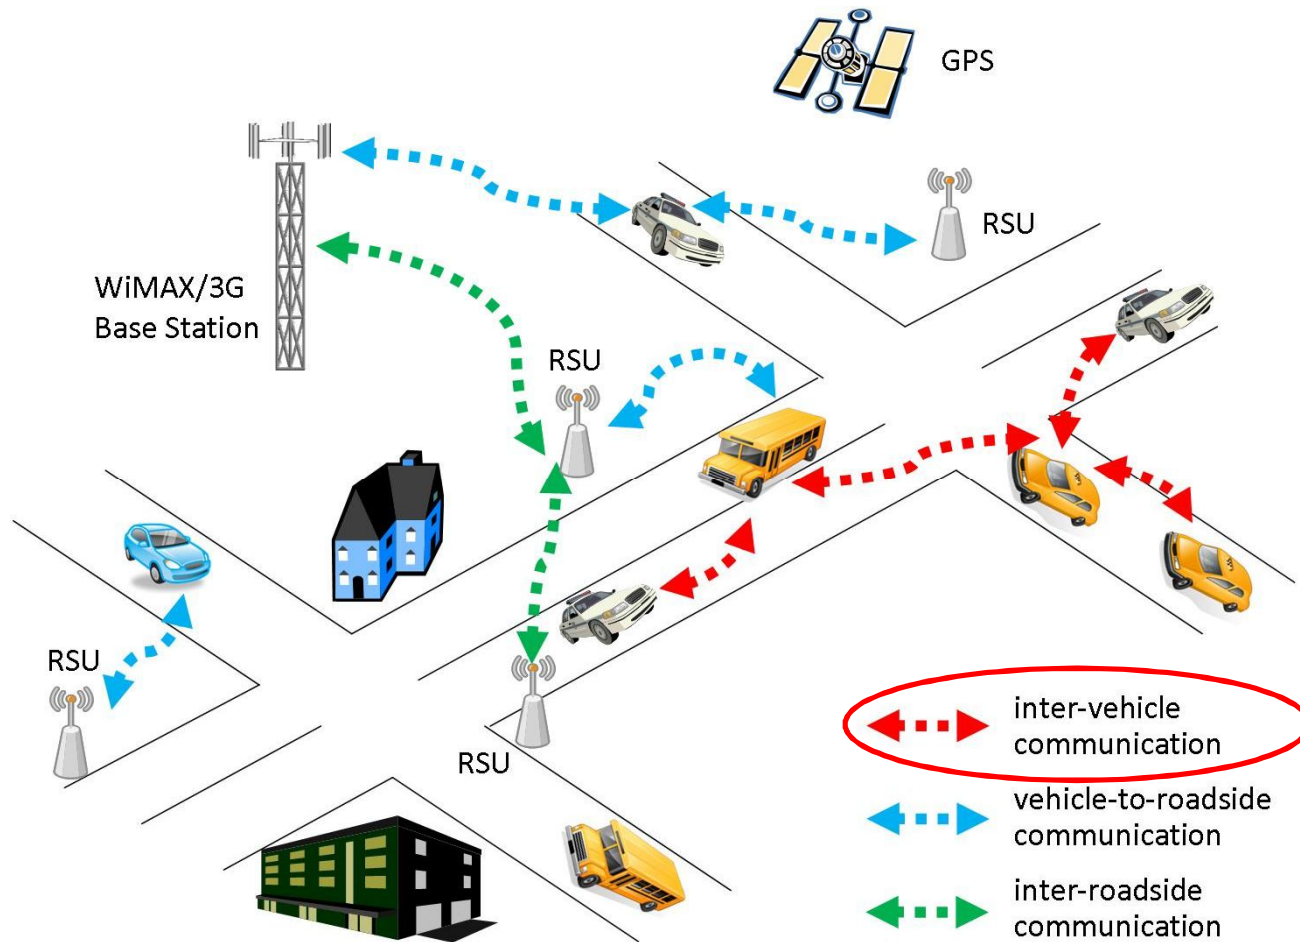 GPS
RSU
WiMAX/3G
Base Station
RSU
RSU
RSU
inter-vehicle
communication
vehicle-to-roadside
communication
inter-roadside
communication